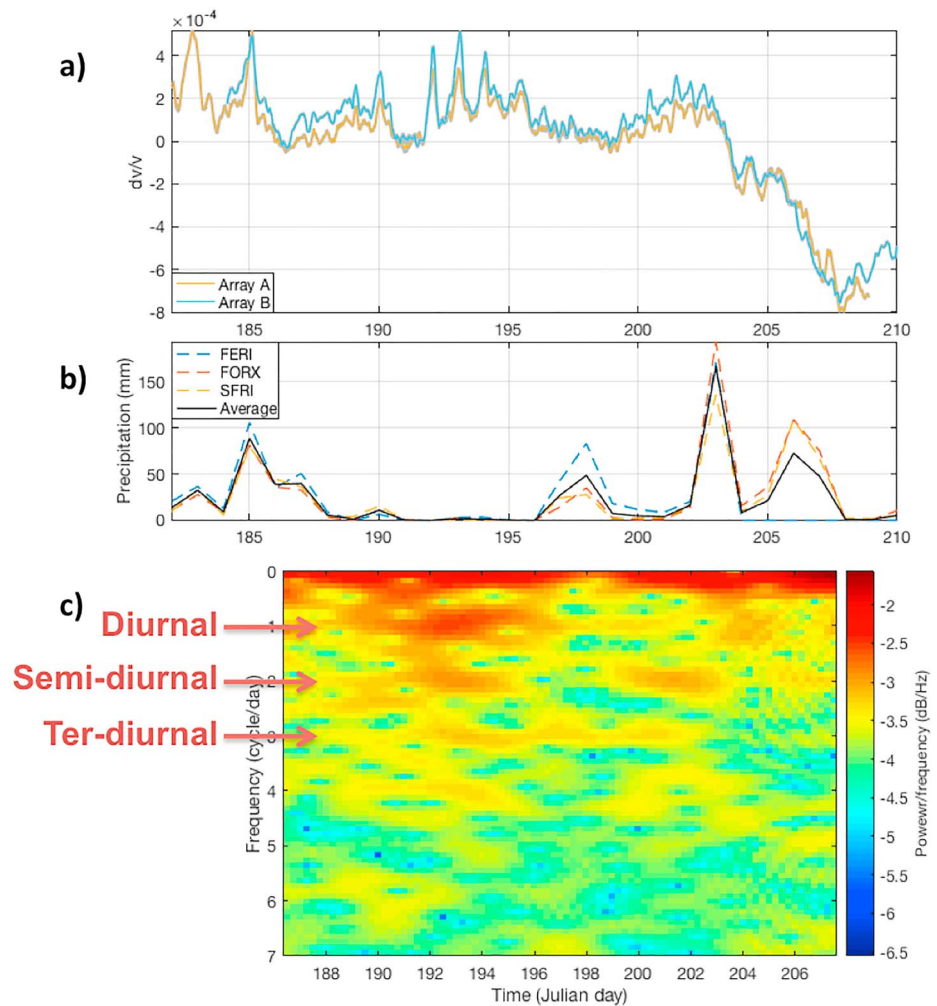 ×10⁻⁴
a)
4
2
0
-2
-4
-6
-8
dv/v
Array A
Array B
185 190 195 200 205 210
b)
150
100
50
0
Precipitation (mm)
FERI
FORX
SFRI
Average
185 190 195 200 205 210
c)
Diurnal
Semi-diurnal
Ter-diurnal
0
1
2
3
4
5
6
7
Frequency (cycle/day)
188 190 192 194 196 198 200 202 204 206
Time (Julian day)
-2
-2.5
-3
-3.5
-4
-4.5
-5
-5.5
-6
-6.5
Powewr/frequency (dB/Hz)